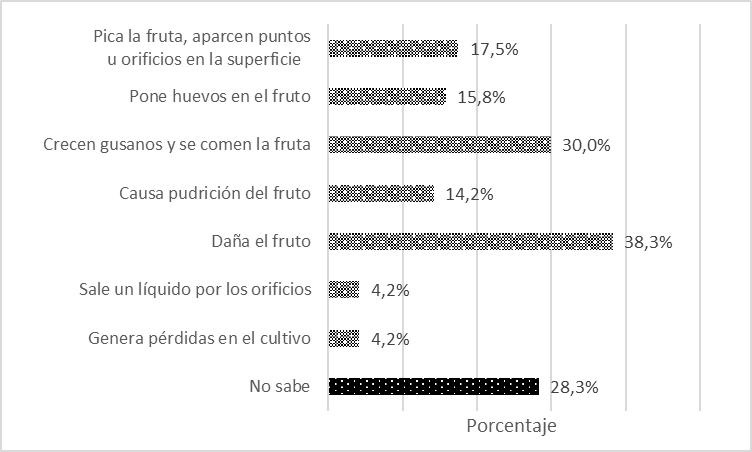 Pica la fruta, aparcen puntos
u orificios en la superficie
17,5%
Pone huevos en el fruto
15,8%
Crecen gusanos y se comen la fruta
30,0%
Causa pudrición del fruto
14,2%
Daña el fruto
38,3%
Sale un líquido por los orificios
4,2%
Genera pérdidas en el cultivo
4,2%
No sabe
28,3%
Porcentaje